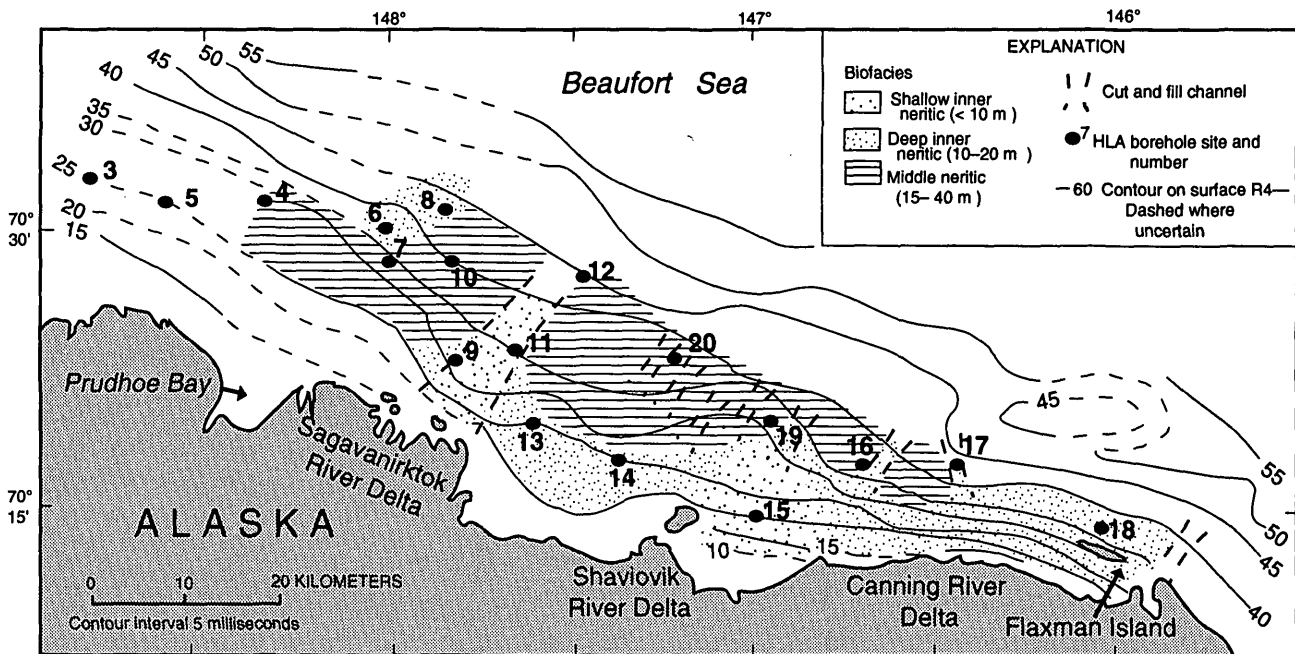 148°
147°
146°
EXPLANATION
Biofacies
Shallow inner
neritic (< 10 m )
Deep inner
neritic (10–20 m )
Middle neritic
(15– 40 m)
Cut and fill channel
7 HLA borehole site and
number
—60 Contour on surface R4—
Dashed where
uncertain
Beaufort Sea
55
50
45
40
35
30
25
20
15
3
5
4
6
8
7
10
12
11
9
20
13
14
19
16
17
15
18
45
55
50
45
40
10
15
70°
30'
70°
15'
Prudhoe Bay
Sagavanirktok
River Delta
ALASKA
0 10 20 KILOMETERS
Contour interval 5 milliseconds
Shaviovik
River Delta
Canning River
Delta
Flaxman Island